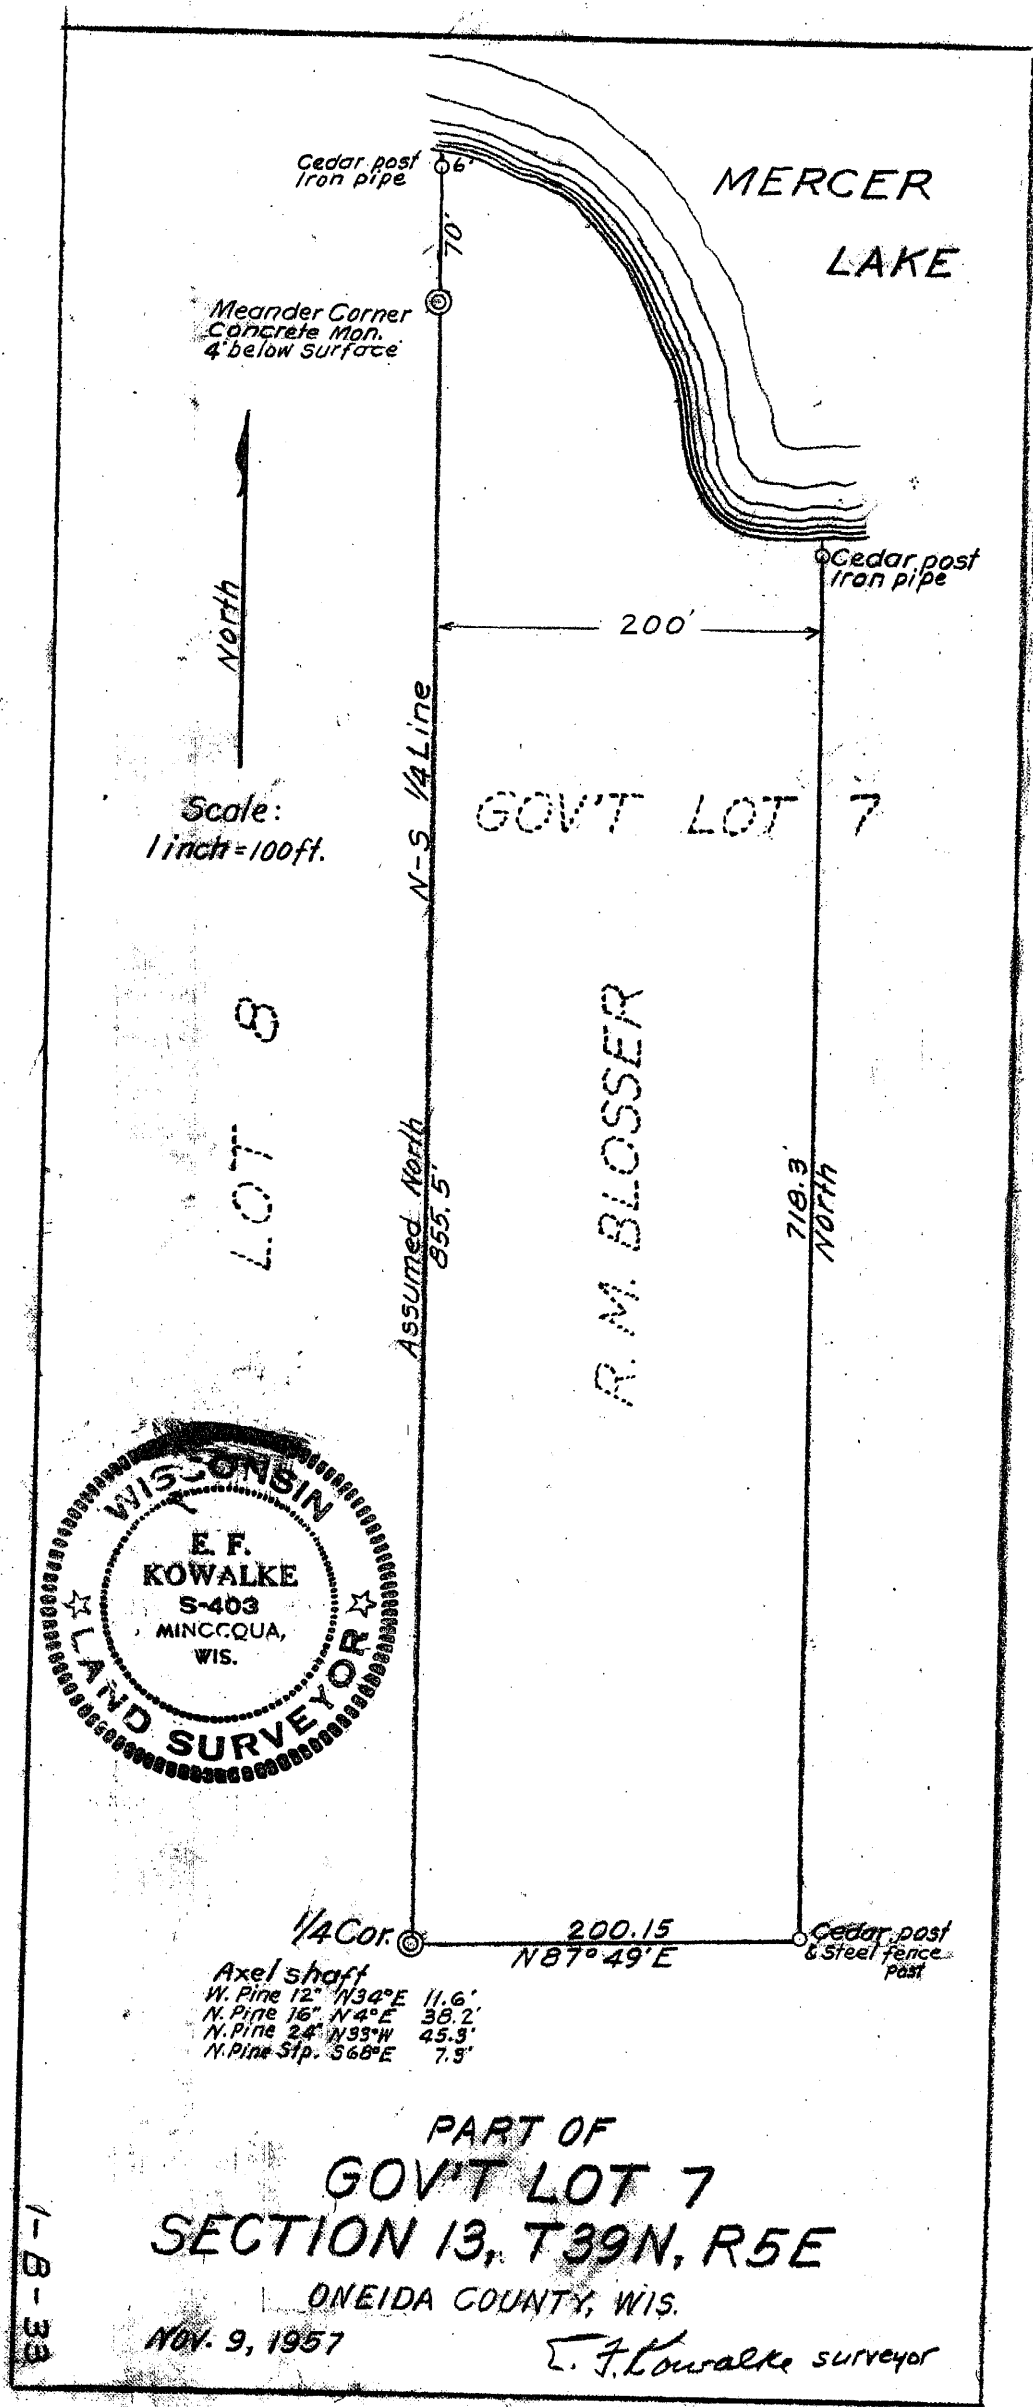 Cedar post
Iron pipe
6'
70'
MERCER
LAKE
Meander Corner
Concrete Mon.
4" below surface
Cedar post
Iron pipe
200'
North
N-S 1/4 Line
Scale:
1 inch = 100 ft.
GOV'T LOT 7
LOT 8
R. M. BLOSSER
Assumed North
855.5'
718.3'
North
WISCONSIN
E. F.
KOWALKE
S-403
MINOCQUA,
WIS.
LAND SURVEYOR
1/4 Cor.
200.15
N 87° 49' E
Cedar post
& Steel fence
post
Axel shaft
W. Pine 12" N34°E 11.6'
N. Pine 16" N4°E 38.2'
N. Pine 24" N33°W 45.3'
N. Pine Stp. S68°E 7.9'
PART OF
GOV'T LOT 7
SECTION 13, T39N, R5E
ONEIDA COUNTY, WIS.
NOV. 9, 1957
E. F. Kowalke surveyor
1-8-33